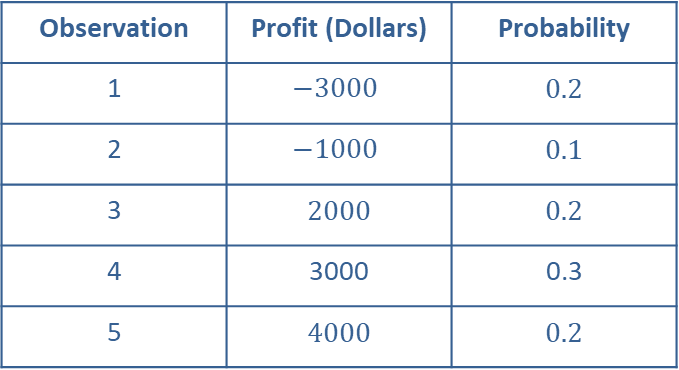 Observation Profit (Dollars) Probability
1 −3000 0.2
2 −1000 0.1
3 2000 0.2
4 3000 0.3
5 4000 0.2